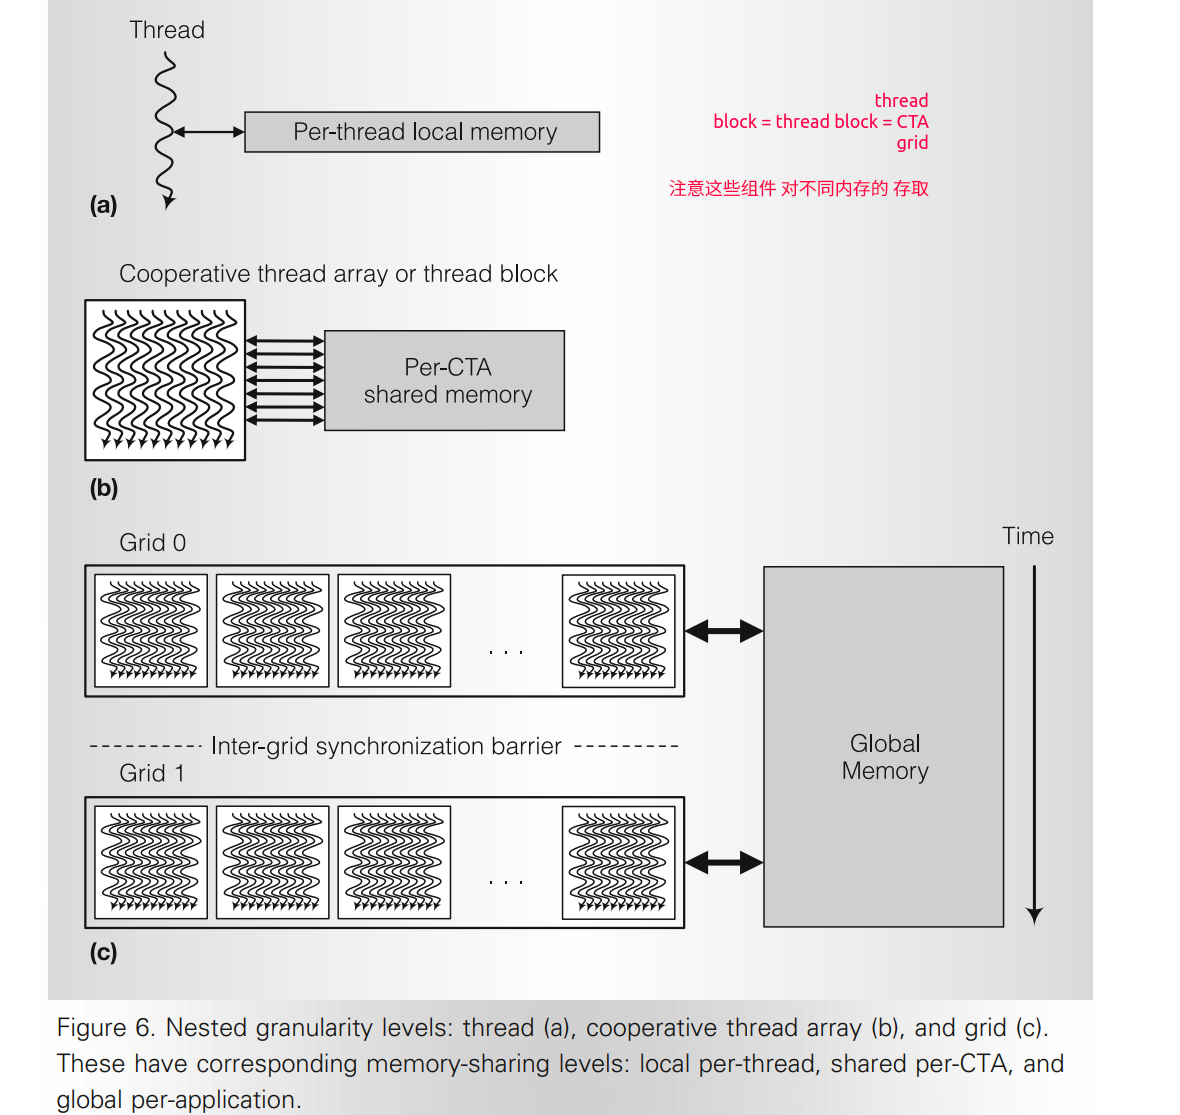 Thread
Per-thread local memory
thread
block = thread block = CTA
grid
注意这些组件 对不同内存的 存取
(a)
Cooperative thread array or thread block
Per-CTA
shared memory
(b)
Grid 0
Time
. . .
Inter-grid synchronization barrier
Grid 1
Global
Memory
. . .
(c)
Figure 6. Nested granularity levels: thread (a), cooperative thread array (b), and grid (c).
These have corresponding memory-sharing levels: local per-thread, shared per-CTA, and
global per-application.